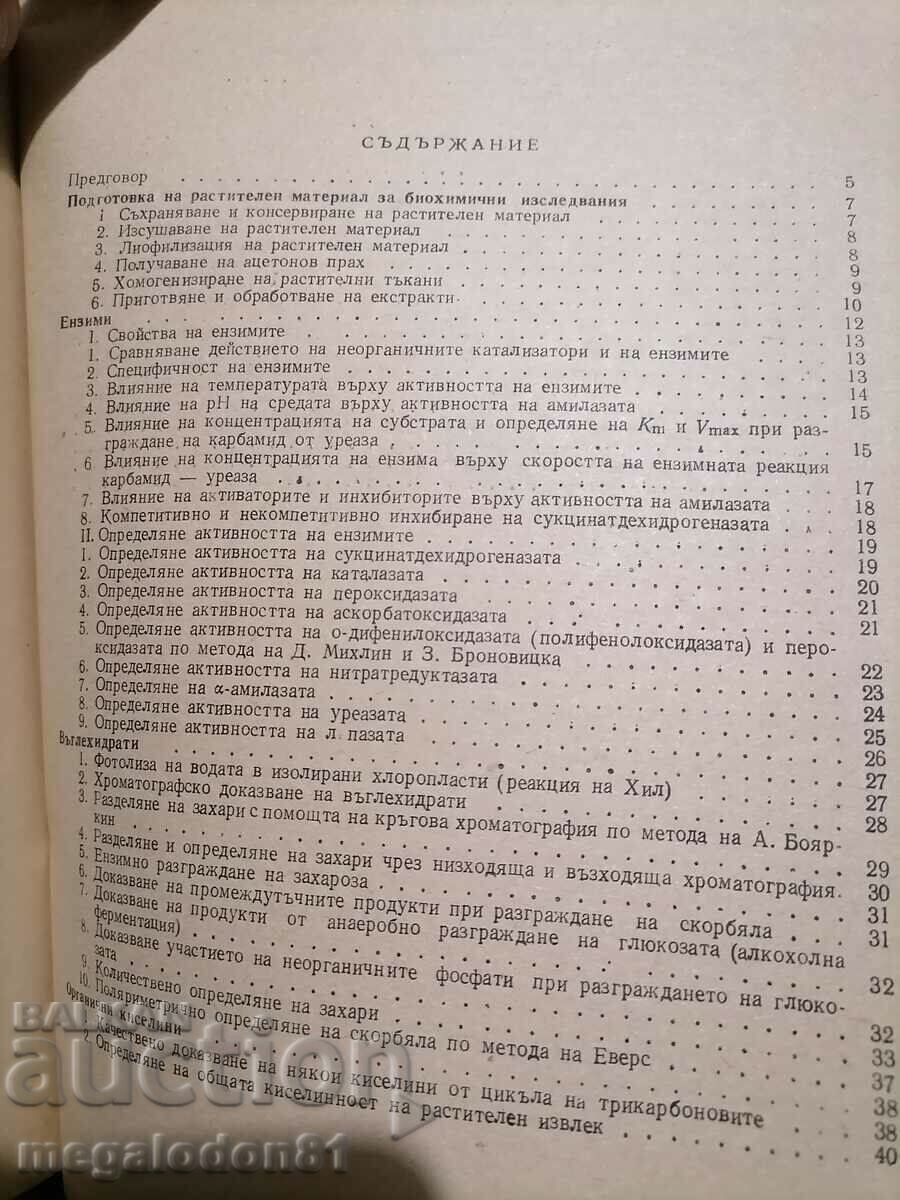 СЪДЪРЖАНИЕ
Предговор . . . 5
Подготовка на растителен материал за биохимични изследвания . . . 7
1 Съхраняване и консервиране на растителен материал . . . 7
2. Изсушаване на растителен материал . . . 8
3. Лиофилизация на растителен материал . . . 8
4. Получаване на ацетонов прах . . . 9
5. Хомогенизиране на растителни тъкани . . . 9
6. Приготвяне и обработване на екстракти . . . 10
Ензими . . . 12
I. Свойства на ензимите . . . 13
1. Сравняване действието на неорганичните катализатори и на ензимите . . . 13
2. Специфичност на ензимите . . . 13
3. Влияние на температурата върху активността на ензимите . . . 14
4. Влияние на pH на средата върху активността на амилазата . . . 15
5. Влияние на концентрацията на субстрата и определяне на Km и Vmax при раз-
граждане на карбамид от уреаза . . . 15
6 Влияние на концентрацията на ензима върху скоростта на ензимната реакция
карбамид — уреаза . . . 17
7. Влияние на активаторите и инхибиторите върху активността на амилазата . . . 18
8. Компетитивно и некомпетитивно инхибиране на сукцинатдехидрогеназата . . . 18
II. Определяне активността на ензимите . . . 19
1. Определяне активността на сукцинатдехидрогеназата . . . 19
2. Определяне активността на каталазата . . . 20
3. Определяне активността на пероксидазата . . . 21
4. Определяне активността на аскорбатоксидазата . . . 21
5. Определяне активността на о-дифенилоксидазата (полифенолоксидазата) и перо-
ксидазата по метода на Д. Михлин и З. Броновицка . . . 22
6. Определяне активността на нитратредуктазата . . . 23
7. Определяне на α-амилазата . . . 24
8. Определяне активността на уреазата . . . 25
9. Определяне активността на л пазата . . . 26
Въглехидрати . . . 27
1. Фотолиза на водата в изолирани хлоропласти (реакция на Хил) . . . 27
2. Хроматографско доказване на въглехидрати . . . 28
3. Разделяне на захари с помощта на кръгова хроматография по метода на А. Бояр-
кин . . . 29
4. Разделяне и определяне на захари чрез низходяща и възходяща хроматография. 30
5. Ензимно разграждане на захароза . . . 31
6. Доказване на промеждутъчните продукти при разграждане на скорбяла . . . 31
7. Доказване на продукти от анаеробно разграждане на глюкозата (алкохолна
ферментация) . . . 32
8. Доказване участието на неорганичните фосфати при разграждането на глюко-
зата . . . 32
9. Количествено определяне на захари . . . 33
10. Поляриметрично определяне на скорбяла по метода на Еверс . . . 37
Органични киселини . . . 38
1. Качествено доказване на някои киселини от цикъла на трикарбоновите . . . 38
2. Определяне на общата киселинност на растителен извлек . . . 40
BALKAN
auction
megalodon81